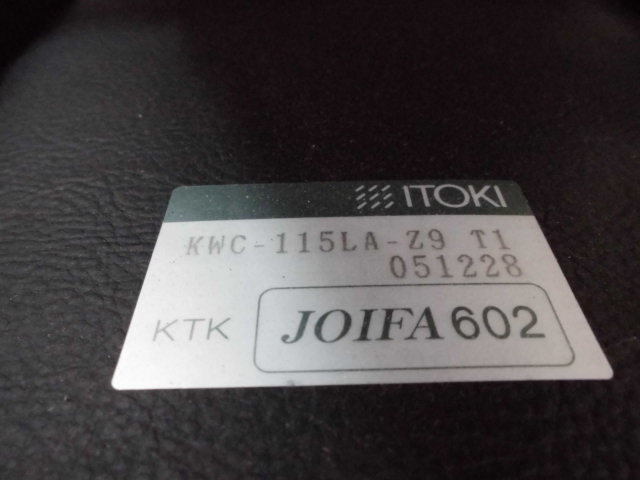 ITOKI
KWC-115LA-Z9 T1
051228
KTK JOIFA 602